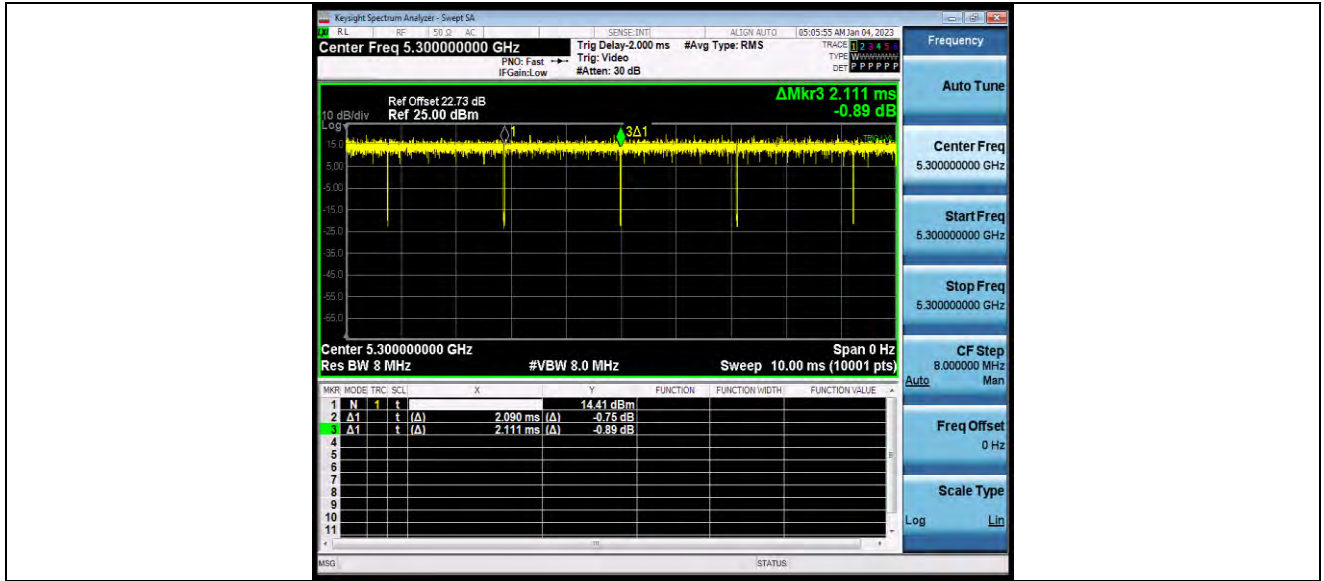 Keysight Spectrum Analyzer - Swept SA
RL RF 50 Ω AC SENSE:INT ALIGN AUTO 05:05:55 AM Jan 04, 2023
Center Freq 5.300000000 GHz
PNO: Fast
IFGain:Low
Trig Delay-2.000 ms
Trig: Video
#Atten: 30 dB
#Avg Type: RMS
TRACE 1 2 3 4 5 6
TYPE WWWWWW
DET P P P P P P
ΔMkr3 2.111 ms
-0.89 dB
Ref Offset 22.73 dB
10 dB/div Ref 25.00 dBm
Log
1
3Δ1
15.0
5.00
-5.00
-15.0
-25.0
-35.0
-45.0
-55.0
-65.0
Center 5.300000000 GHz Span 0 Hz
Res BW 8 MHz #VBW 8.0 MHz Sweep 10.00 ms (10001 pts)
MKR MODE TRC SCL X Y FUNCTION FUNCTION WIDTH FUNCTION VALUE
1 N 1 t 14.41 dBm
2 Δ1 t (Δ) 2.090 ms (Δ) -0.75 dB
3 Δ1 t (Δ) 2.111 ms (Δ) -0.89 dB
4
5
6
7
8
9
10
11
MSG STATUS
Frequency
Auto Tune
Center Freq
5.300000000 GHz
Start Freq
5.300000000 GHz
Stop Freq
5.300000000 GHz
CF Step
8.000000 MHz
Auto Man
Freq Offset
0 Hz
Scale Type
Log Lin